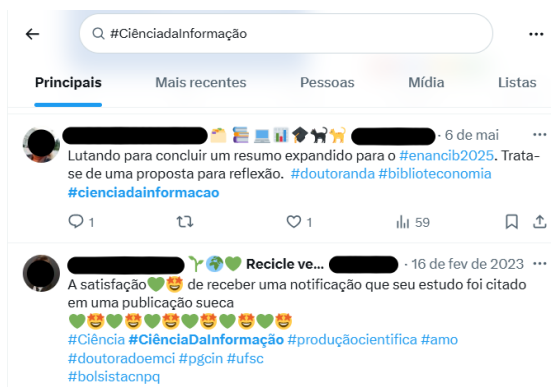 #CiênciadaInformação
Principais Mais recentes Pessoas Mídia Listas
· 6 de mai
Lutando para concluir um resumo expandido para o #enancib2025. Trata-
se de uma proposta para reflexão. #doutoranda #biblioteconomia
#cienciadainformacao
1 1 59
Recicle ve... · 16 de fev de 2023
A satisfação💚🤩 de receber uma notificação que seu estudo foi citado
em uma publicação sueca
💚🤩💚🤩💚🤩💚🤩💚🤩
#Ciência #CiênciaDaInformação #produçãocientifica #amo
#doutoradoemci #pgcin #ufsc
#bolsistacnpq